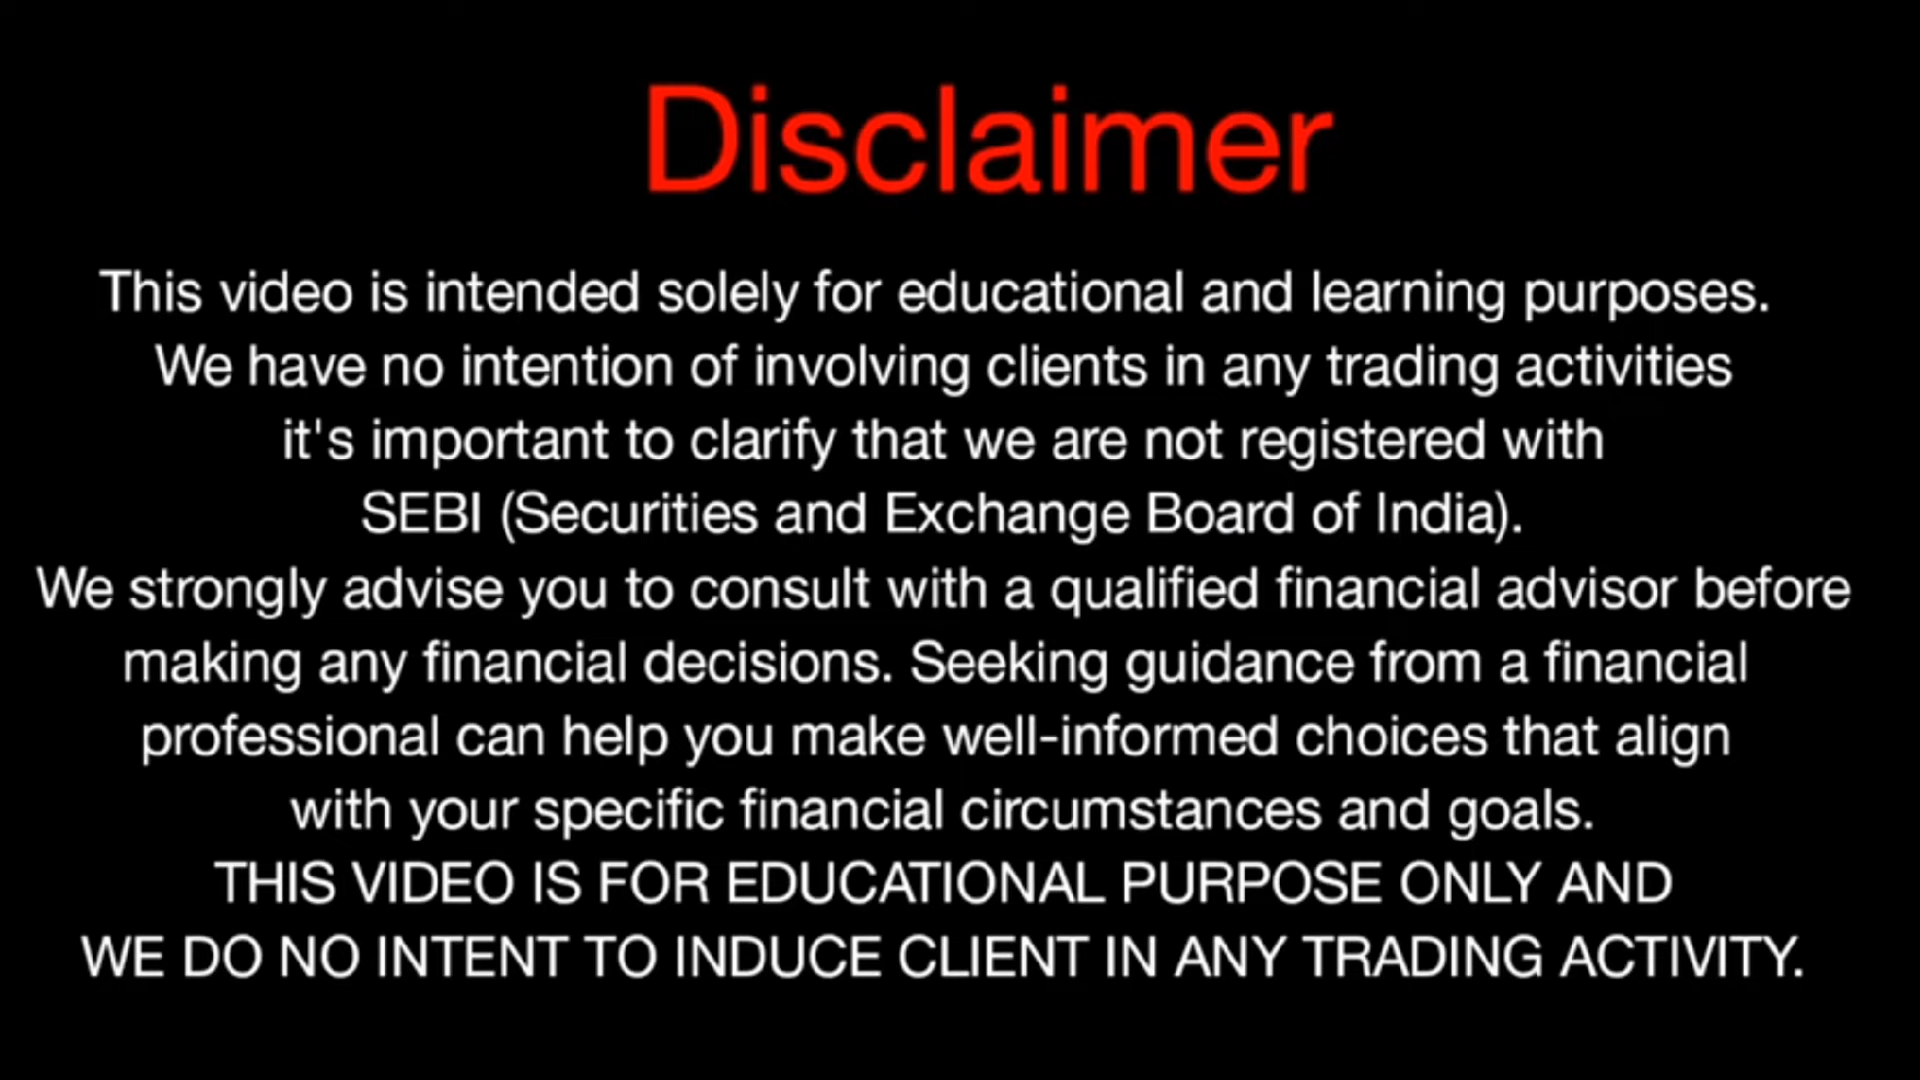 Disclaimer
This video is intended solely for educational and learning purposes.
We have no intention of involving clients in any trading activities
it's important to clarify that we are not registered with
SEBI (Securities and Exchange Board of India).
We strongly advise you to consult with a qualified financial advisor before
making any financial decisions. Seeking guidance from a financial
professional can help you make well-informed choices that align
with your specific financial circumstances and goals.
THIS VIDEO IS FOR EDUCATIONAL PURPOSE ONLY AND
WE DO NO INTENT TO INDUCE CLIENT IN ANY TRADING ACTIVITY.